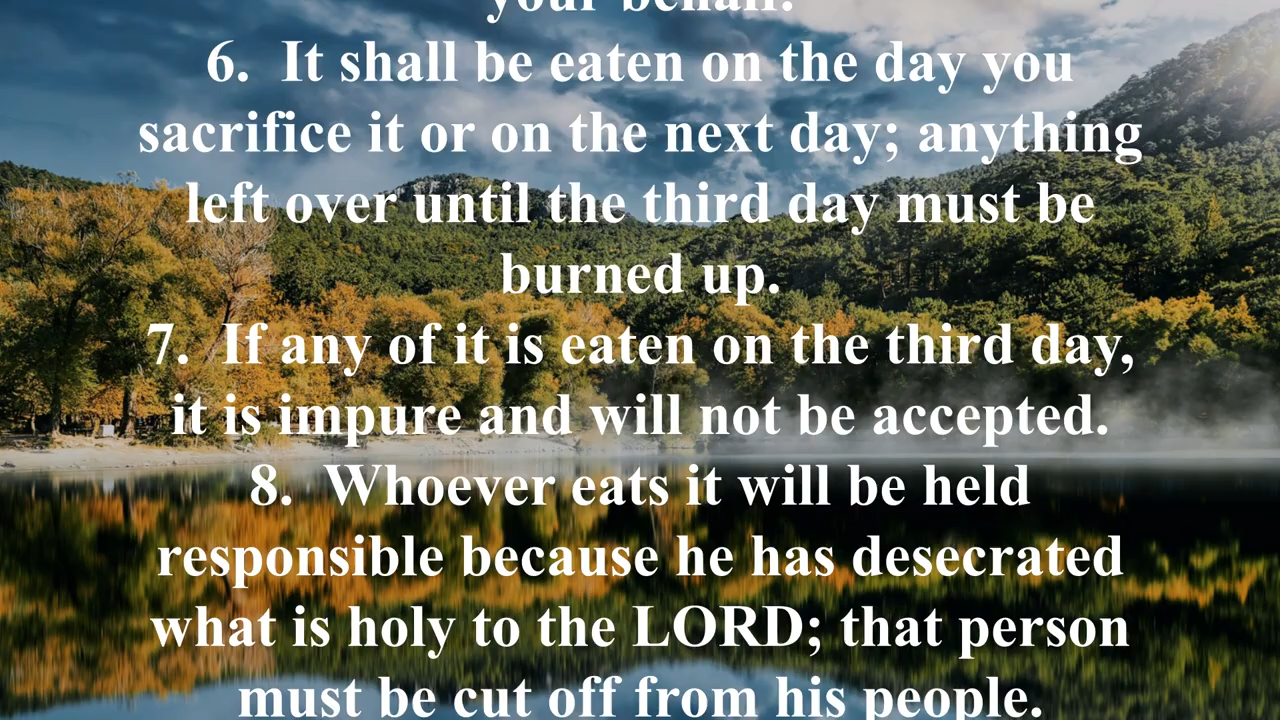 your behalf.
6.  It shall be eaten on the day you
sacrifice it or on the next day; anything
left over until the third day must be
burned up.
7.  If any of it is eaten on the third day,
it is impure and will not be accepted.
8.  Whoever eats it will be held
responsible because he has desecrated
what is holy to the LORD; that person
must be cut off from his people.